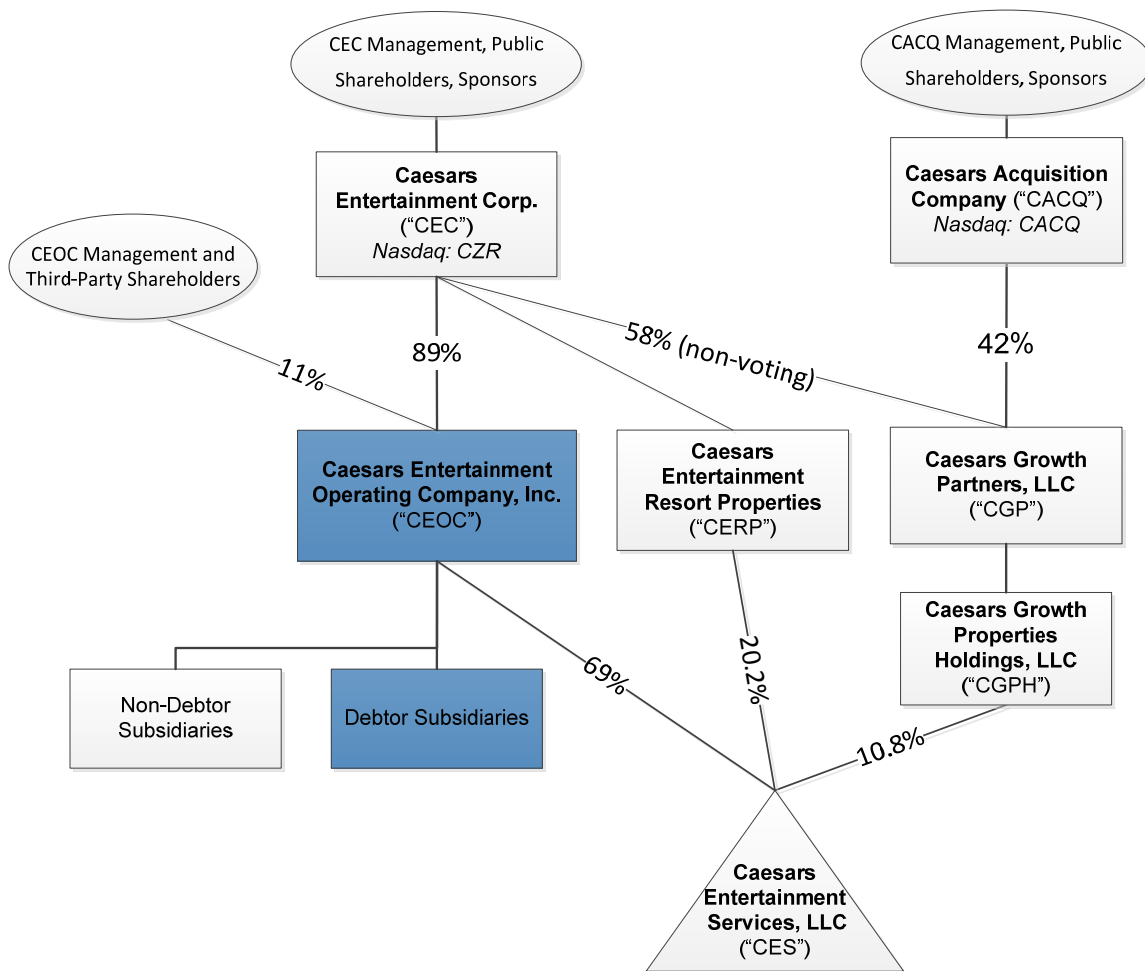 CEC Management, Public
Shareholders, Sponsors
CACQ Management, Public
Shareholders, Sponsors
Caesars
Entertainment Corp.
(“CEC”)
Nasdaq: CZR
Caesars Acquisition
Company (“CACQ”)
Nasdaq: CACQ
CEOC Management and
Third-Party Shareholders
11%
89%
58% (non-voting)
42%
Caesars Entertainment
Operating Company, Inc.
(“CEOC”)
Caesars
Entertainment
Resort Properties
(“CERP”)
Caesars Growth
Partners, LLC
(“CGP”)
Caesars Growth
Properties
Holdings, LLC
(“CGPH”)
Non-Debtor
Subsidiaries
Debtor Subsidiaries
69%
20.2%
10.8%
Caesars
Entertainment
Services, LLC
(“CES”)